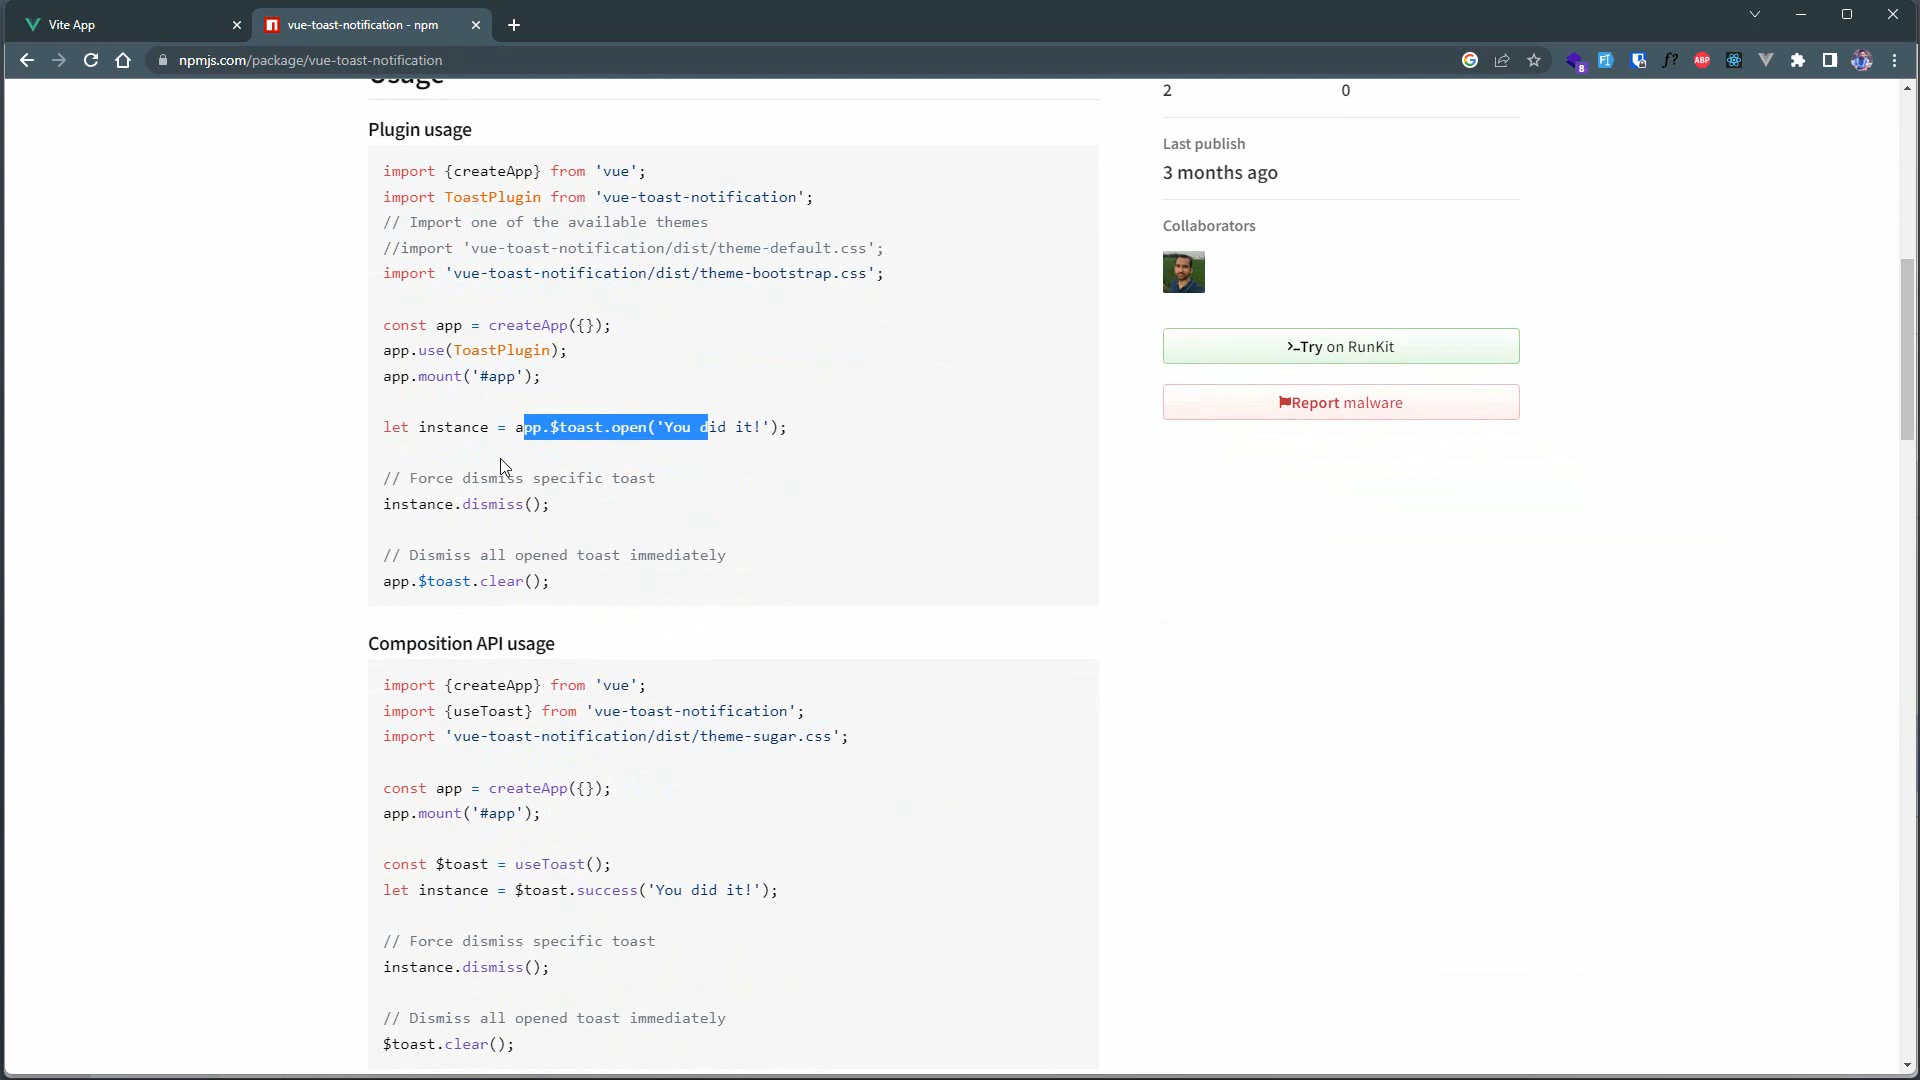 Vite App
vue-toast-notification - npm
npmjs.com/package/vue-toast-notification
8
ABP
Usage
2 0
Plugin usage
Last publish
3 months ago
import {createApp} from 'vue';
import ToastPlugin from 'vue-toast-notification';
// Import one of the available themes
//import 'vue-toast-notification/dist/theme-default.css';
import 'vue-toast-notification/dist/theme-bootstrap.css';
Collaborators
const app = createApp({});
app.use(ToastPlugin);
app.mount('#app');
>_Try on RunKit
Report malware
let instance = app.$toast.open('You did it!');
// Force dismiss specific toast
instance.dismiss();
// Dismiss all opened toast immediately
app.$toast.clear();
Composition API usage
import {createApp} from 'vue';
import {useToast} from 'vue-toast-notification';
import 'vue-toast-notification/dist/theme-sugar.css';
const app = createApp({});
app.mount('#app');
const $toast = useToast();
let instance = $toast.success('You did it!');
// Force dismiss specific toast
instance.dismiss();
// Dismiss all opened toast immediately
$toast.clear();